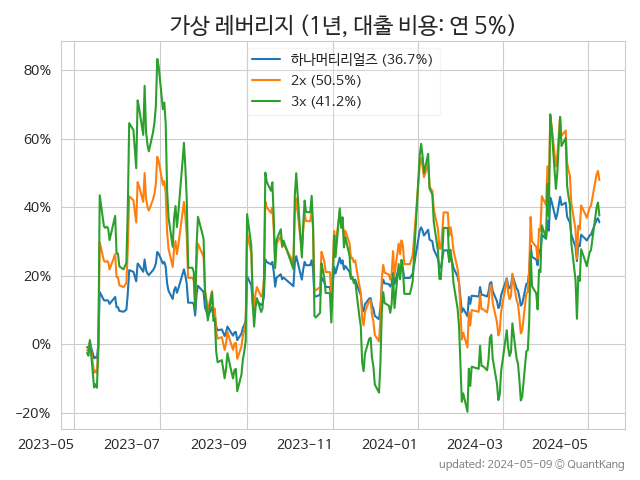 가상 레버리지 (1년, 대출 비용: 연 5%)
하나머티리얼즈 (36.7%)
2x (50.5%)
3x (41.2%)
80%
60%
40%
20%
0%
−20%
2023-05 2023-07 2023-09 2023-11 2024-01 2024-03 2024-05
updated: 2024-05-09 © QuantKang